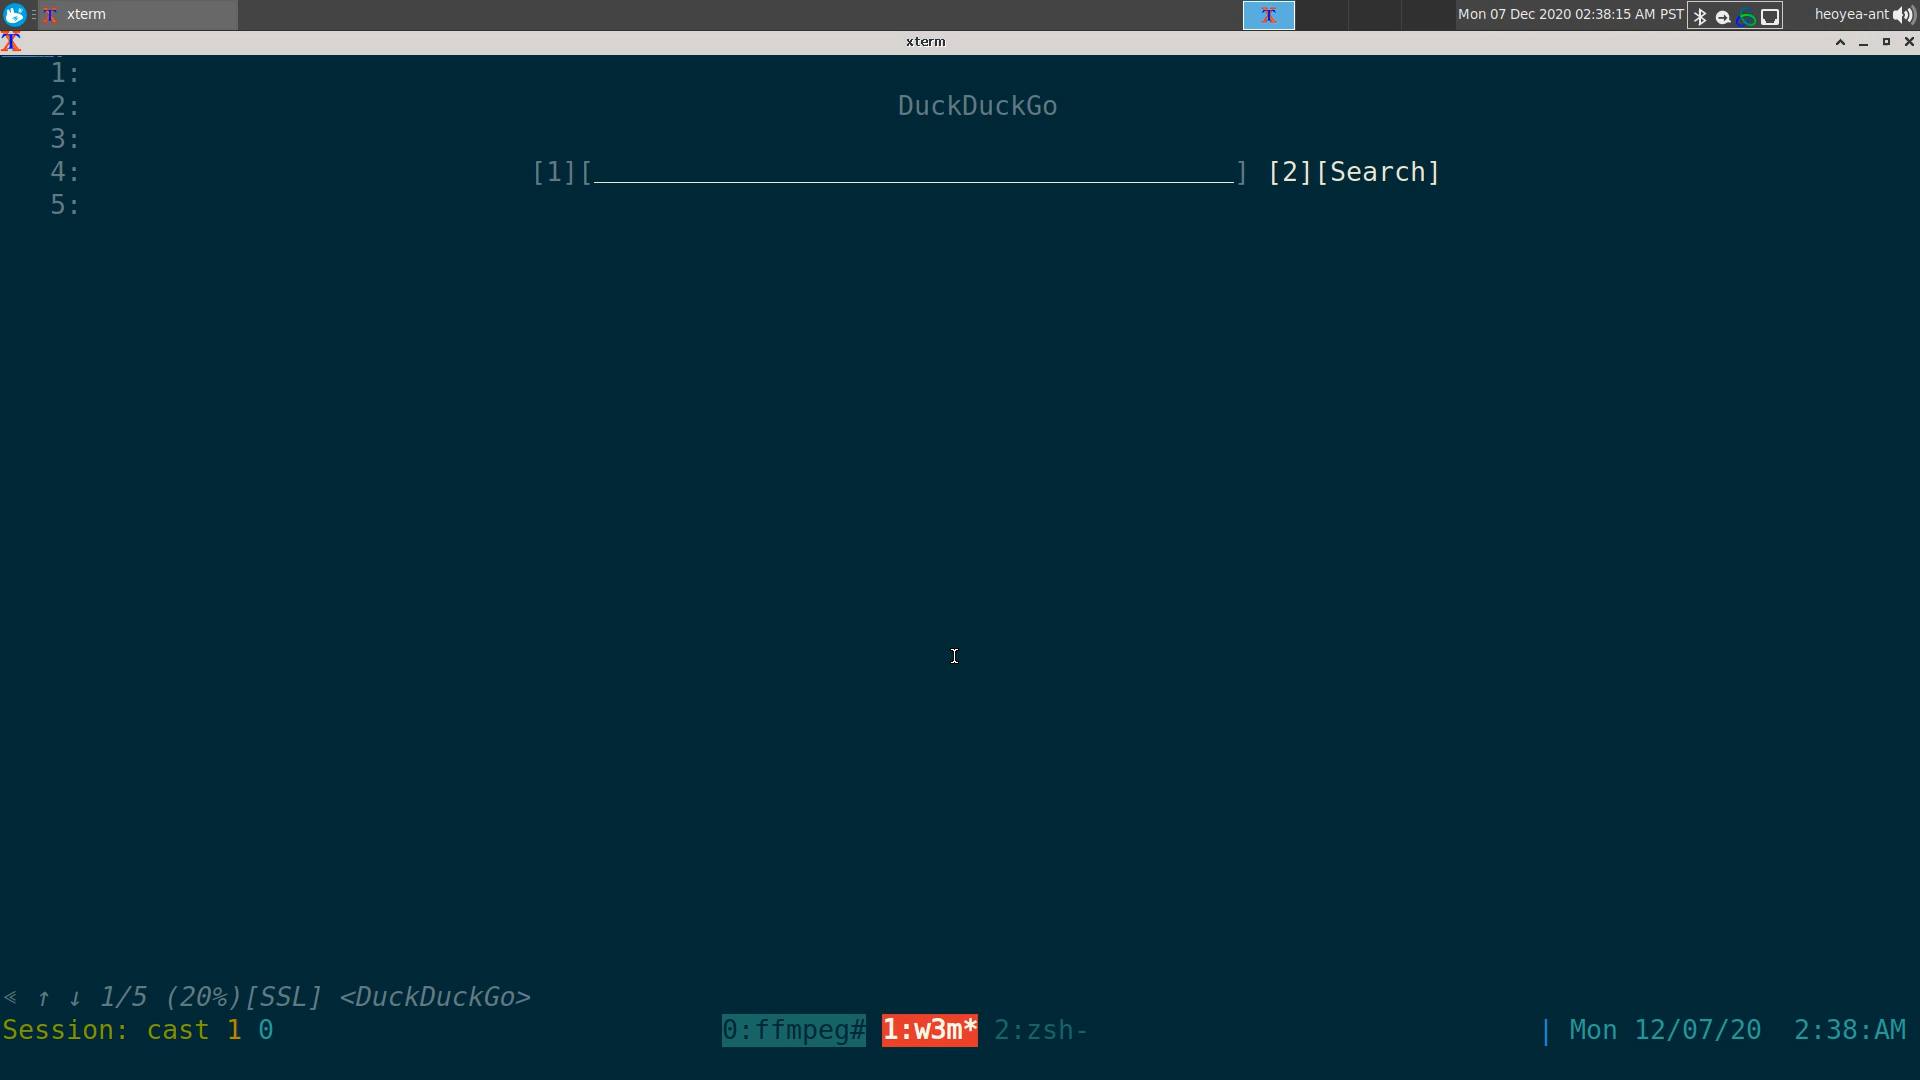 xterm
Mon 07 Dec 2020 02:38:15 AM PST
heoyea-ant
xterm
1:
2: DuckDuckGo
3:
4: [1][________________________________________] [2][Search]
5:
≪ ↑ ↓ 1/5 (20%)[SSL] <DuckDuckGo>
Session: cast 1 0 0:ffmpeg# 1:w3m* 2:zsh- | Mon 12/07/20 2:38:AM